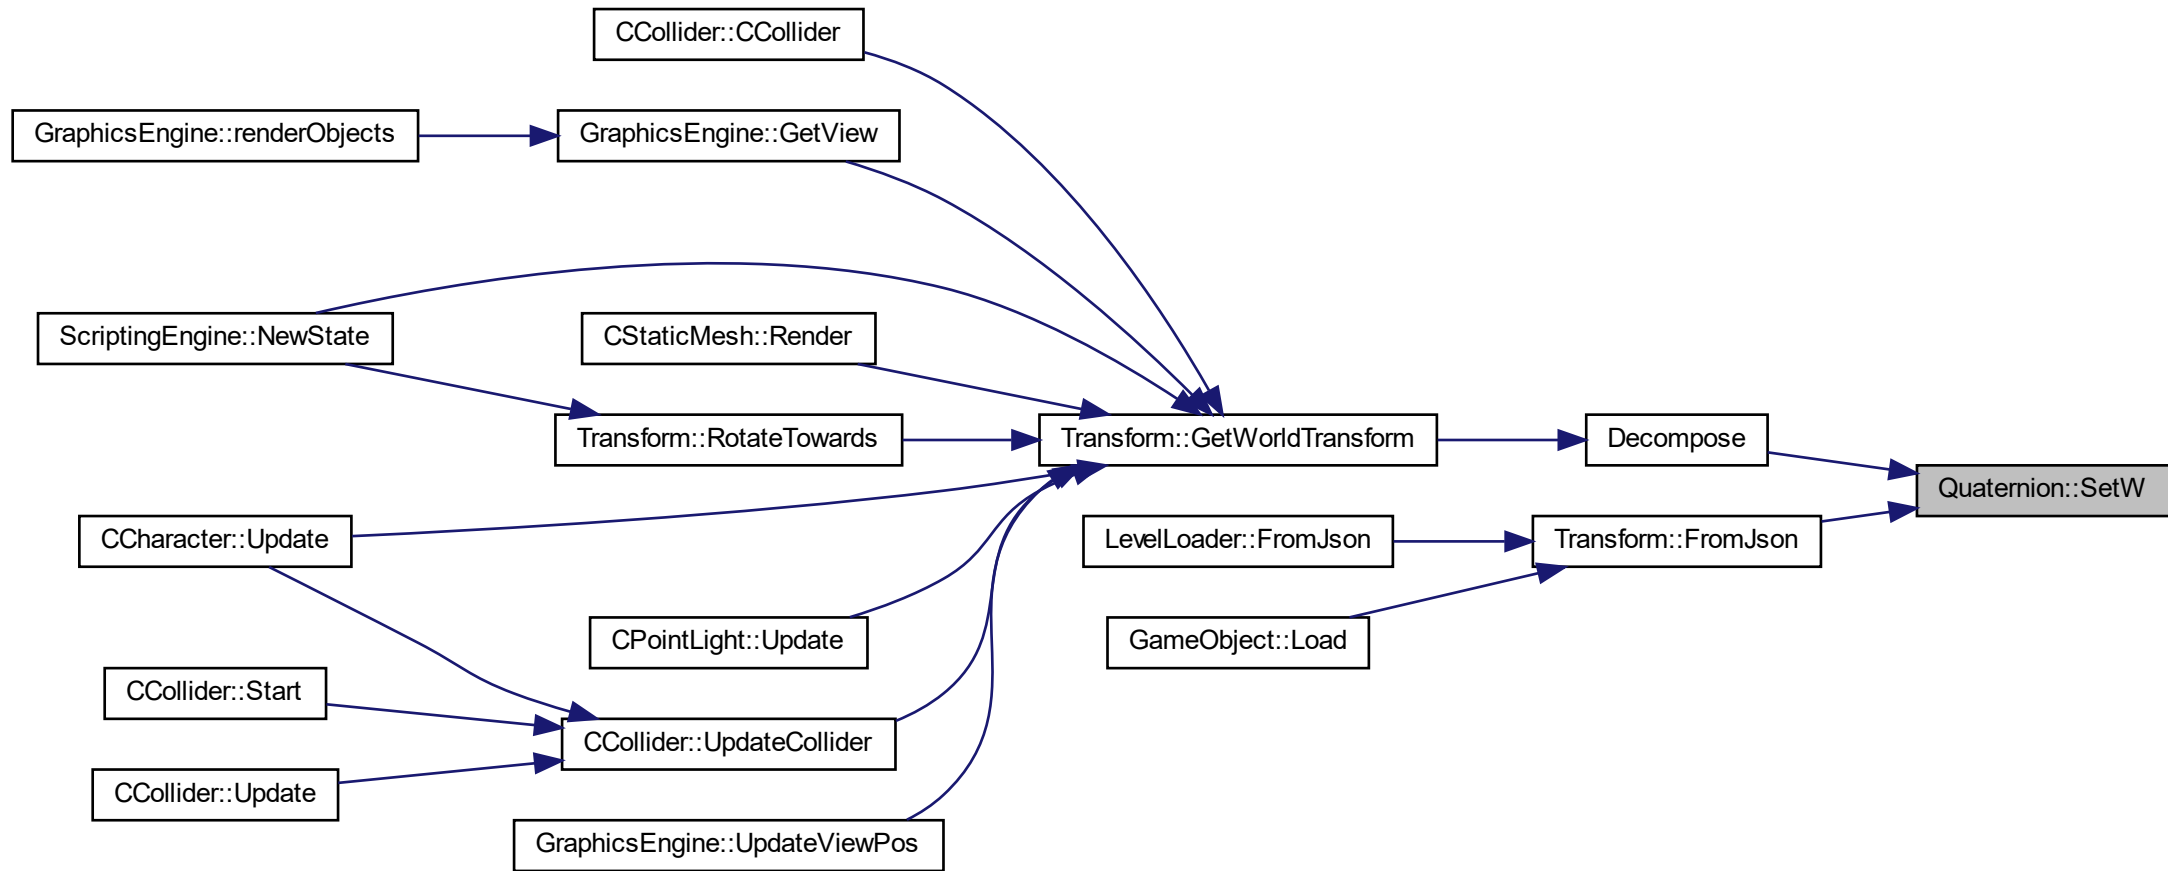 CCollider::CCollider
GraphicsEngine::renderObjects
GraphicsEngine::GetView
ScriptingEngine::NewState
CStaticMesh::Render
Transform::RotateTowards
Transform::GetWorldTransform
Decompose
Quaternion::SetW
CCharacter::Update
LevelLoader::FromJson
Transform::FromJson
CPointLight::Update
GameObject::Load
CCollider::Start
CCollider::UpdateCollider
CCollider::Update
GraphicsEngine::UpdateViewPos